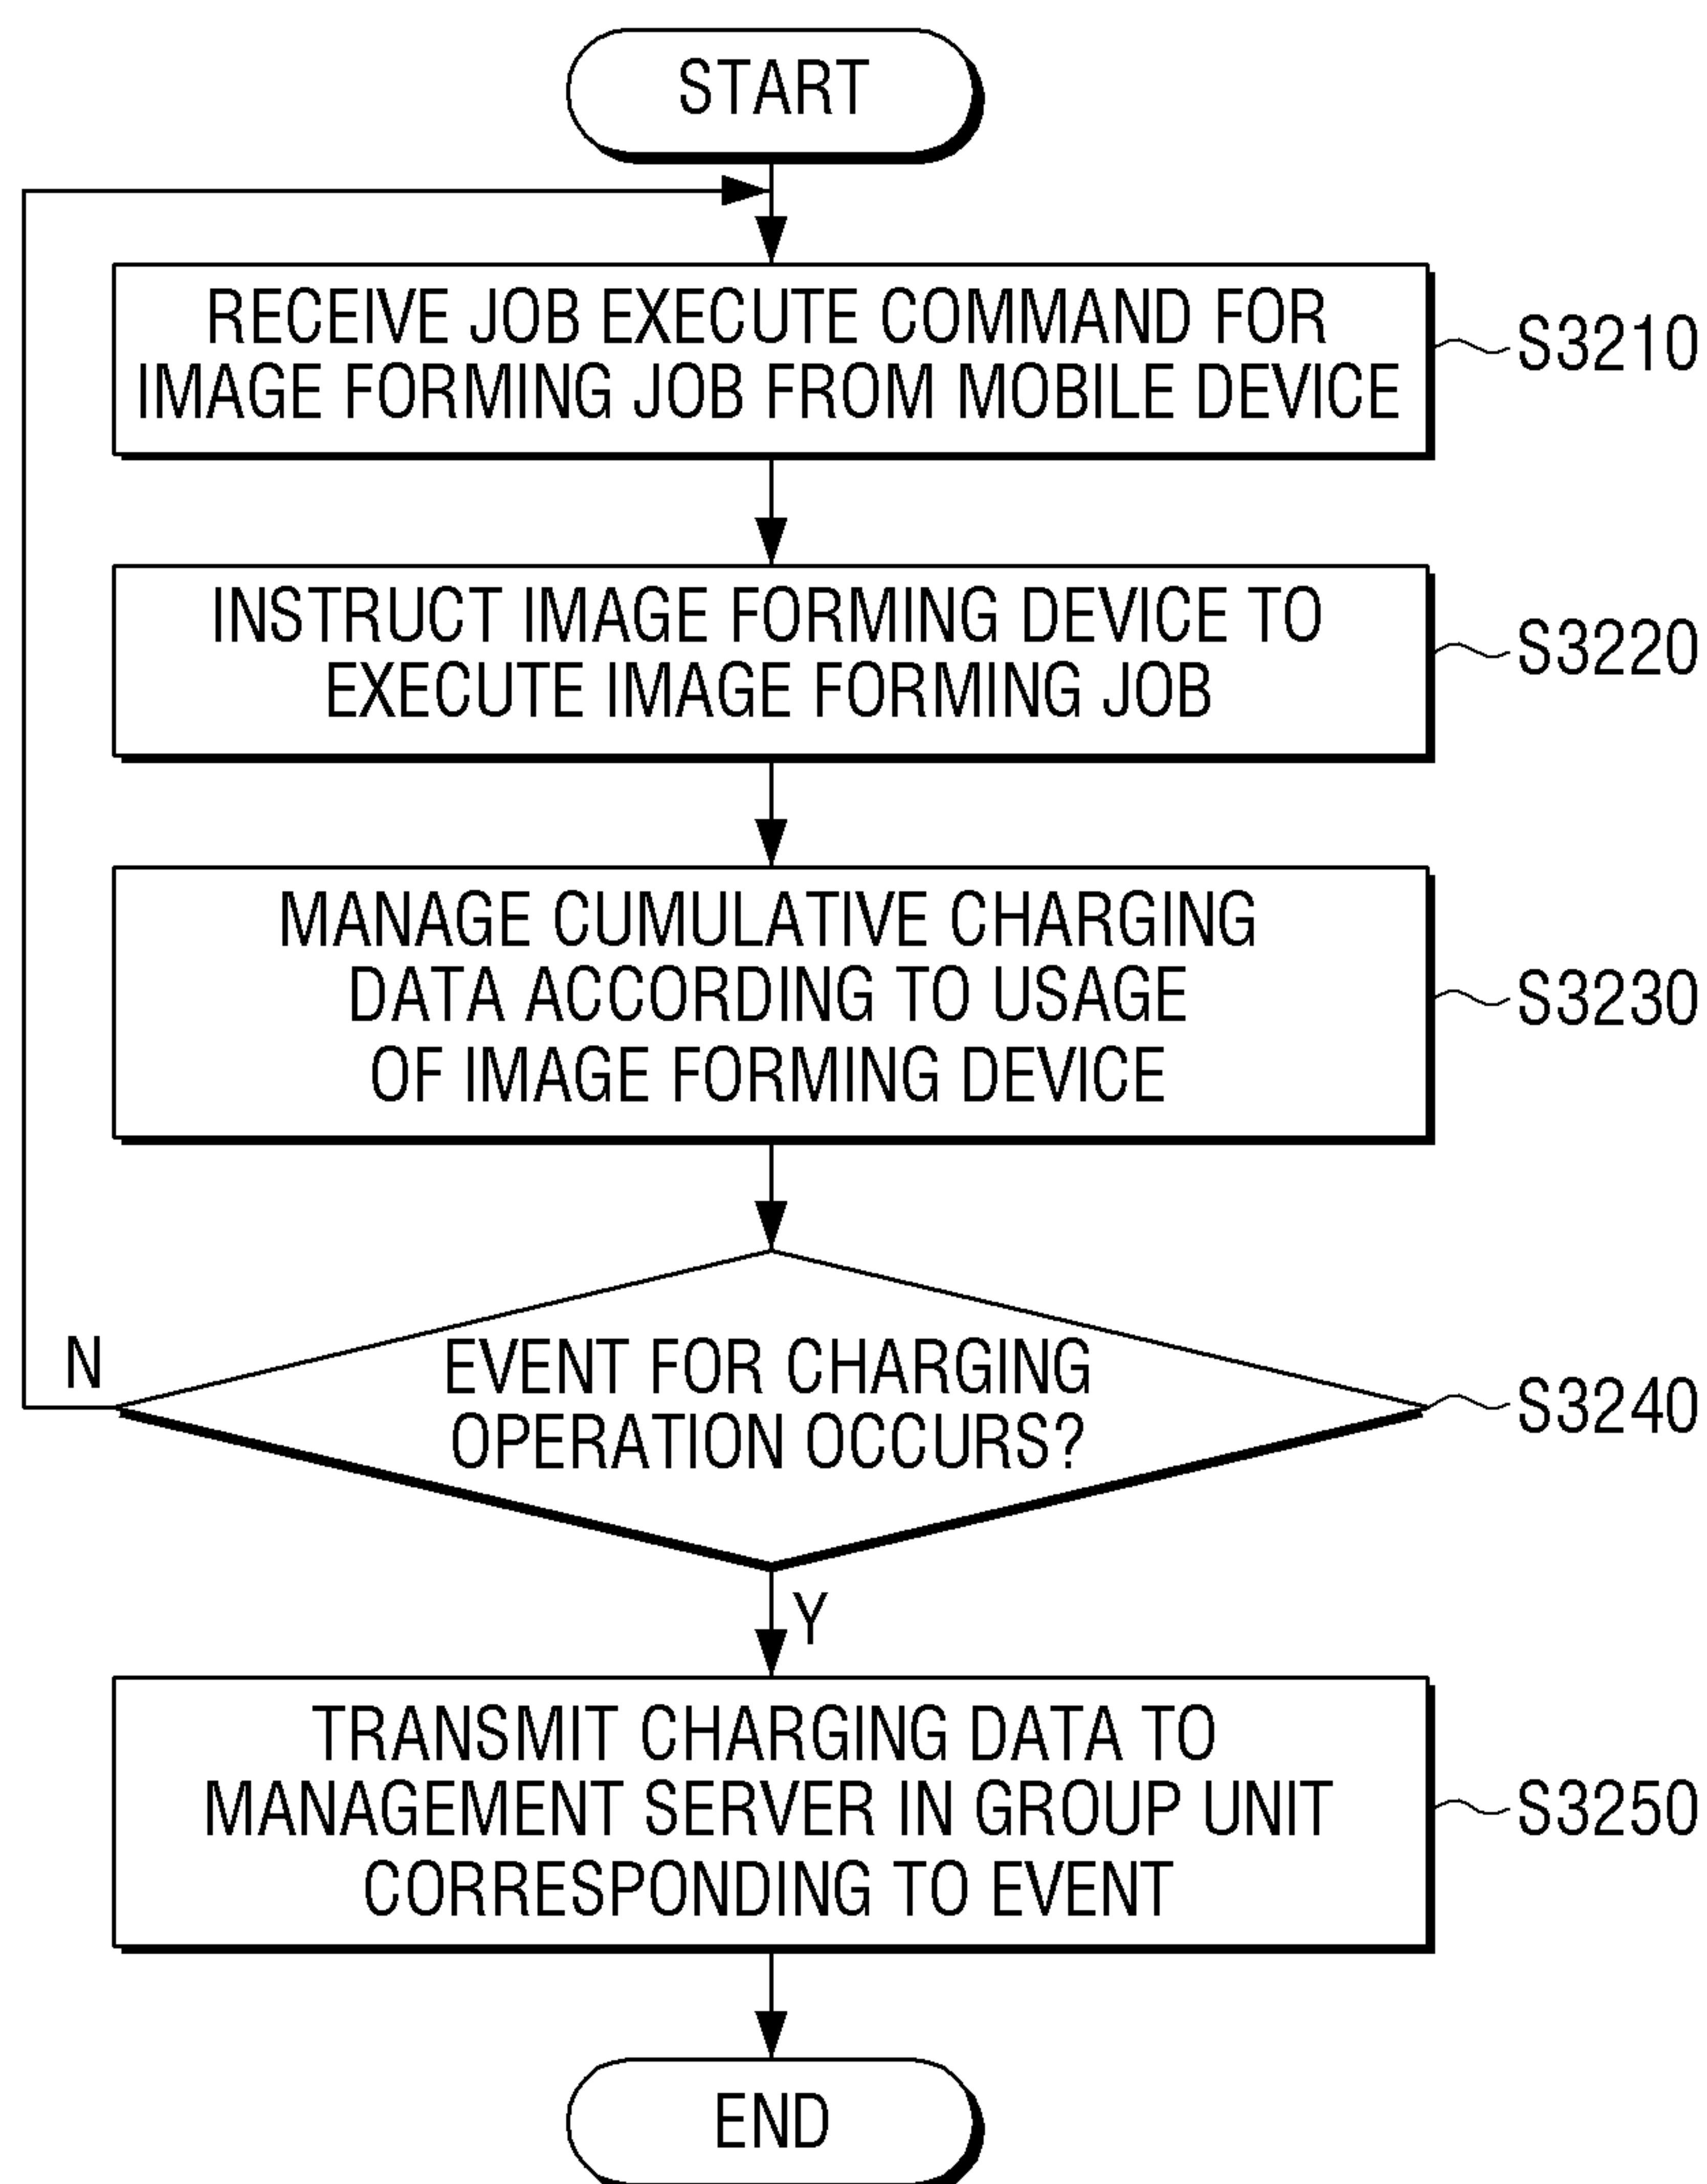 START
RECEIVE JOB EXECUTE COMMAND FOR
IMAGE FORMING JOB FROM MOBILE DEVICE
S3210
INSTRUCT IMAGE FORMING DEVICE TO
EXECUTE IMAGE FORMING JOB
S3220
MANAGE CUMULATIVE CHARGING
DATA ACCORDING TO USAGE
OF IMAGE FORMING DEVICE
S3230
N
EVENT FOR CHARGING
OPERATION OCCURS?
S3240
Y
TRANSMIT CHARGING DATA TO
MANAGEMENT SERVER IN GROUP UNIT
CORRESPONDING TO EVENT
S3250
END